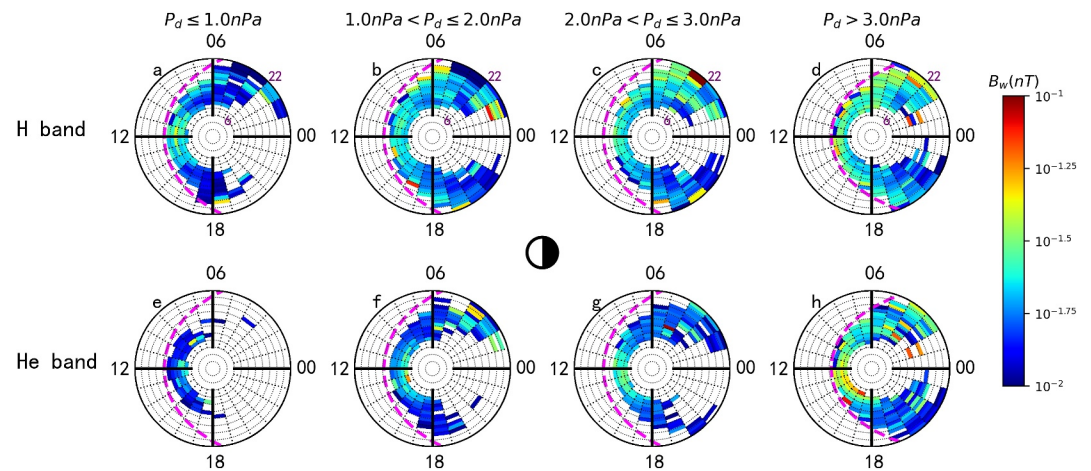 P_d ≤ 1.0nPa 1.0nPa < P_d ≤ 2.0nPa 2.0nPa < P_d ≤ 3.0nPa P_d > 3.0nPa
06 06 06 06
a 22 b 22 c 22 d 22
B_w(nT)
10^{-1}
H band 12 6 00 12 6 00 12 6 00 12 6 00
10^{-1.25}
18 18 18 18
10^{-1.5}
06 06 06 06
e f g h
10^{-1.75}
He band 12 00 12 00 12 00 12 00
10^{-2}
18 18 18 18